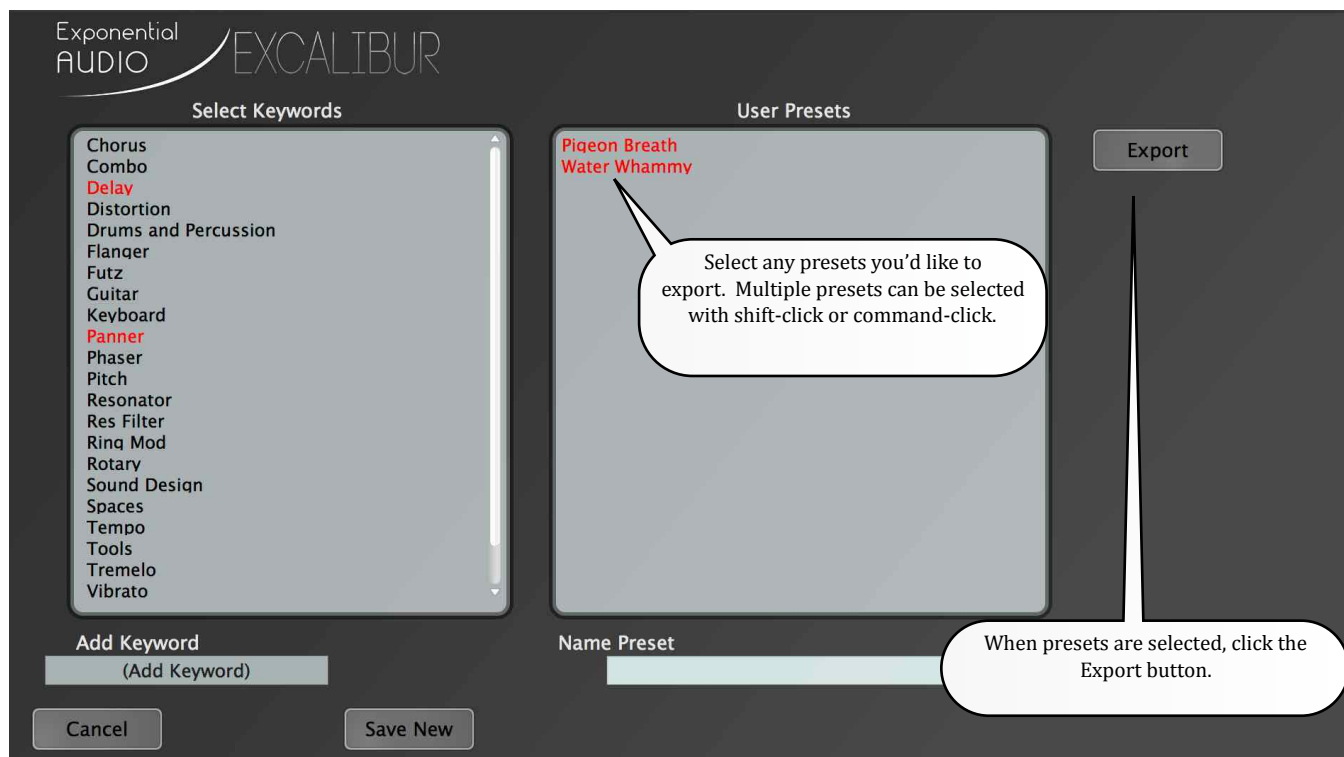 Exponential
AUDIO
EXCALIBUR
Select Keywords
Chorus
Combo
Delay
Distortion
Drums and Percussion
Flanger
Futz
Guitar
Keyboard
Panner
Phaser
Pitch
Resonator
Res Filter
Ring Mod
Rotary
Sound Design
Spaces
Tempo
Tools
Tremelo
Vibrato
Add Keyword
(Add Keyword)
Cancel
Save New
User Presets
Pigeon Breath
Water Whammy
Select any presets you’d like to
export. Multiple presets can be selected
with shift-click or command-click.
Name Preset
Export
When presets are selected, click the
Export button.